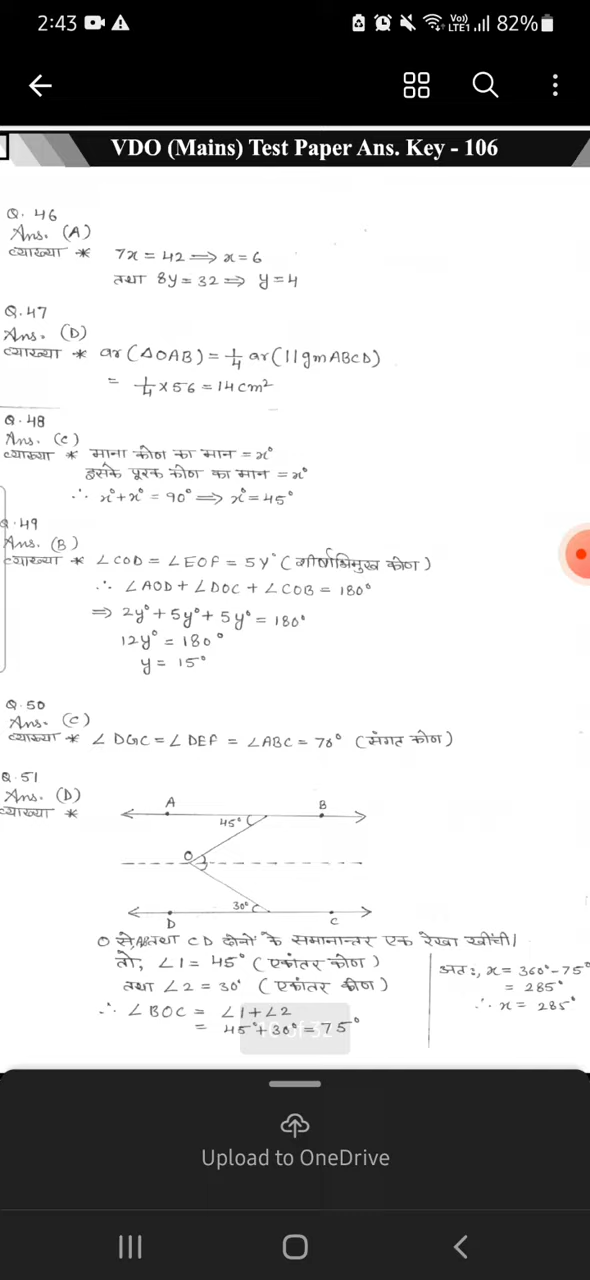 2:43 82%
VDO (Mains) Test Paper Ans. Key - 106
Q. 46
Ans. (A)
व्याख्या * 7x = 42 ⟹ x = 6
तथा 8y = 32 ⟹ y = 4
Q. 47
Ans. (D)
व्याख्या * ar (△OAB) = 1/4 ar (11gm ABCD)
= 1/4 × 56 = 14 cm²
Q. 48
Ans. (C)
व्याख्या * माना कोण का मान = x°
इसके पूरक कोण का मान = x°
∴ x° + x° = 90° ⟹ x° = 45°
Q. 49
Ans. (B)
व्याख्या * ∠COD = ∠EOF = 5Y° (शीर्षाभिमुख कोण)
∴ ∠AOD + ∠DOC + ∠COB = 180°
⟹ 2y° + 5y° + 5y° = 180°
12y° = 180°
y = 15°
Q. 50
Ans. (C)
व्याख्या * ∠DGC = ∠DEF = ∠ABC = 70° (संगत कोण)
Q. 51
Ans. (D)
व्याख्या *
A B
45°
O
30°
D C
O से, AB तथा CD दोनों के समानान्तर एक रेखा खींची।
तो, ∠1 = 45° (एकांतर कोण)
तथा ∠2 = 30° (एकांतर कोण)
∴ ∠BOC = ∠1 + ∠2
= 45° + 30° = 75°
अतः, x = 360° - 75°
= 285°
∴ x = 285°
Upload to OneDrive